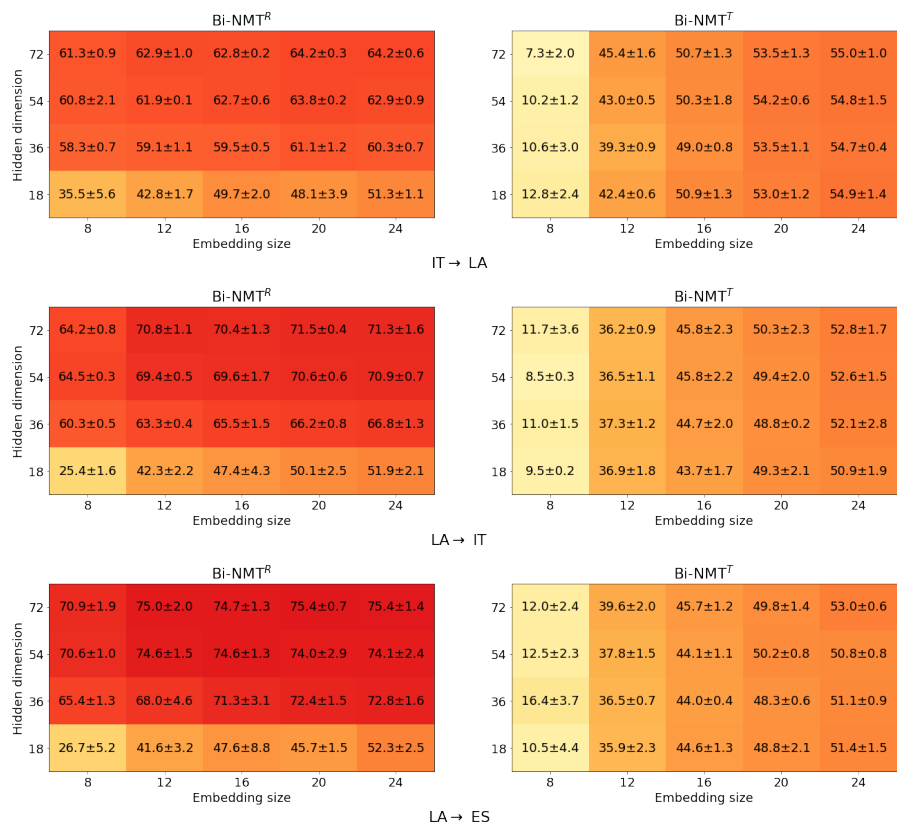 Bi-NMT^R Bi-NMT^T
72 61.3±0.9 62.9±1.0 62.8±0.2 64.2±0.3 64.2±0.6 7.3±2.0 45.4±1.6 50.7±1.3 53.5±1.3 55.0±1.0
54 60.8±2.1 61.9±0.1 62.7±0.6 63.8±0.2 62.9±0.9 54 10.2±1.2 43.0±0.5 50.3±1.8 54.2±0.6 54.8±1.5
36 58.3±0.7 59.1±1.1 59.5±0.5 61.1±1.2 60.3±0.7 36 10.6±3.0 39.3±0.9 49.0±0.8 53.5±1.1 54.7±0.4
18 35.5±5.6 42.8±1.7 49.7±2.0 48.1±3.9 51.3±1.1 18 12.8±2.4 42.4±0.6 50.9±1.3 53.0±1.2 54.9±1.4
Hidden dimension
8 12 16 20 24 8 12 16 20 24
Embedding size Embedding size
IT → LA
Bi-NMT^R Bi-NMT^T
72 64.2±0.8 70.8±1.1 70.4±1.3 71.5±0.4 71.3±1.6 72 11.7±3.6 36.2±0.9 45.8±2.3 50.3±2.3 52.8±1.7
54 64.5±0.3 69.4±0.5 69.6±1.7 70.6±0.6 70.9±0.7 54 8.5±0.3 36.5±1.1 45.8±2.2 49.4±2.0 52.6±1.5
36 60.3±0.5 63.3±0.4 65.5±1.5 66.2±0.8 66.8±1.3 36 11.0±1.5 37.3±1.2 44.7±2.0 48.8±0.2 52.1±2.8
18 25.4±1.6 42.3±2.2 47.4±4.3 50.1±2.5 51.9±2.1 18 9.5±0.2 36.9±1.8 43.7±1.7 49.3±2.1 50.9±1.9
Hidden dimension
8 12 16 20 24 8 12 16 20 24
Embedding size Embedding size
LA → IT
Bi-NMT^R Bi-NMT^T
72 70.9±1.9 75.0±2.0 74.7±1.3 75.4±0.7 75.4±1.4 72 12.0±2.4 39.6±2.0 45.7±1.2 49.8±1.4 53.0±0.6
54 70.6±1.0 74.6±1.5 74.6±1.3 74.0±2.9 74.1±2.4 54 12.5±2.3 37.8±1.5 44.1±1.1 50.2±0.8 50.8±0.8
36 65.4±1.3 68.0±4.6 71.3±3.1 72.4±1.5 72.8±1.6 36 16.4±3.7 36.5±0.7 44.0±0.4 48.3±0.6 51.1±0.9
18 26.7±5.2 41.6±3.2 47.6±8.8 45.7±1.5 52.3±2.5 18 10.5±4.4 35.9±2.3 44.6±1.3 48.8±2.1 51.4±1.5
Hidden dimension
8 12 16 20 24 8 12 16 20 24
Embedding size Embedding size
LA → ES